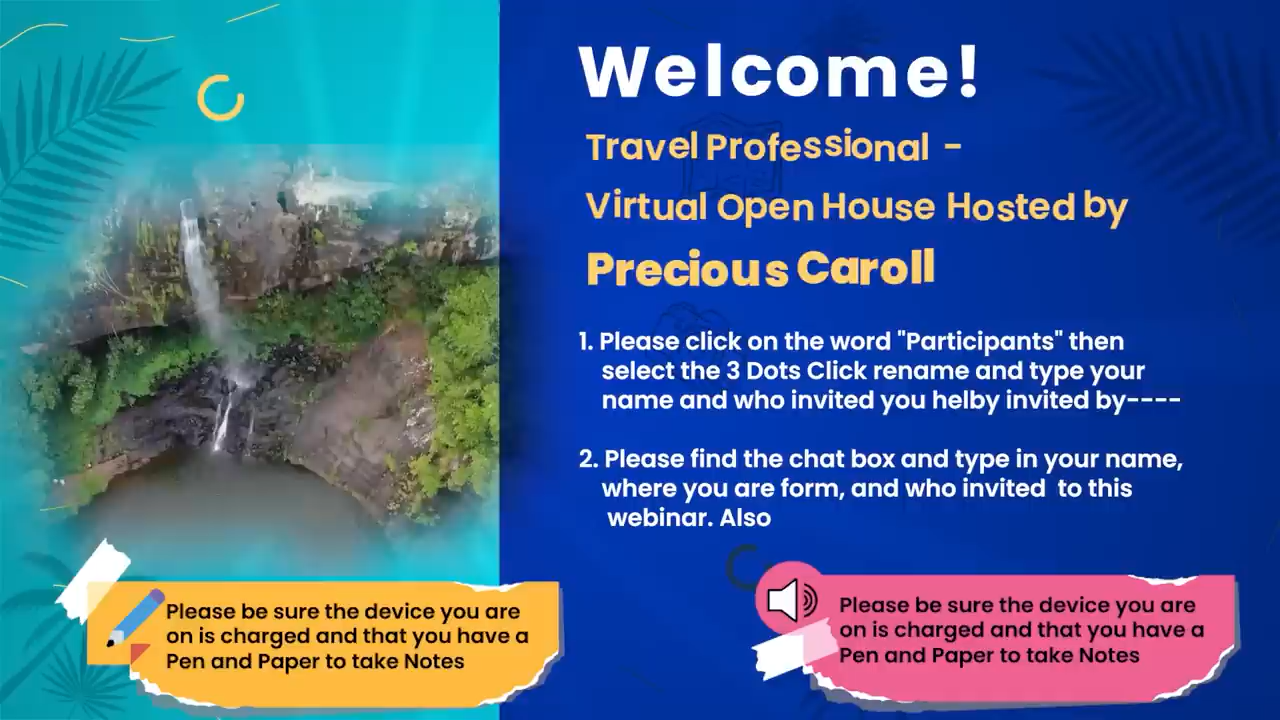 Welcome!
Travel Professional -
Virtual Open House Hosted by
Precious Caroll
1. Please click on the word "Participants" then
select the 3 Dots Click rename and type your
name and who invited you helby invited by----
2. Please find the chat box and type in your name,
where you are form, and who invited to this
webinar. Also
Please be sure the device you are
on is charged and that you have a
Pen and Paper to take Notes
Please be sure the device you are
on is charged and that you have a
Pen and Paper to take Notes